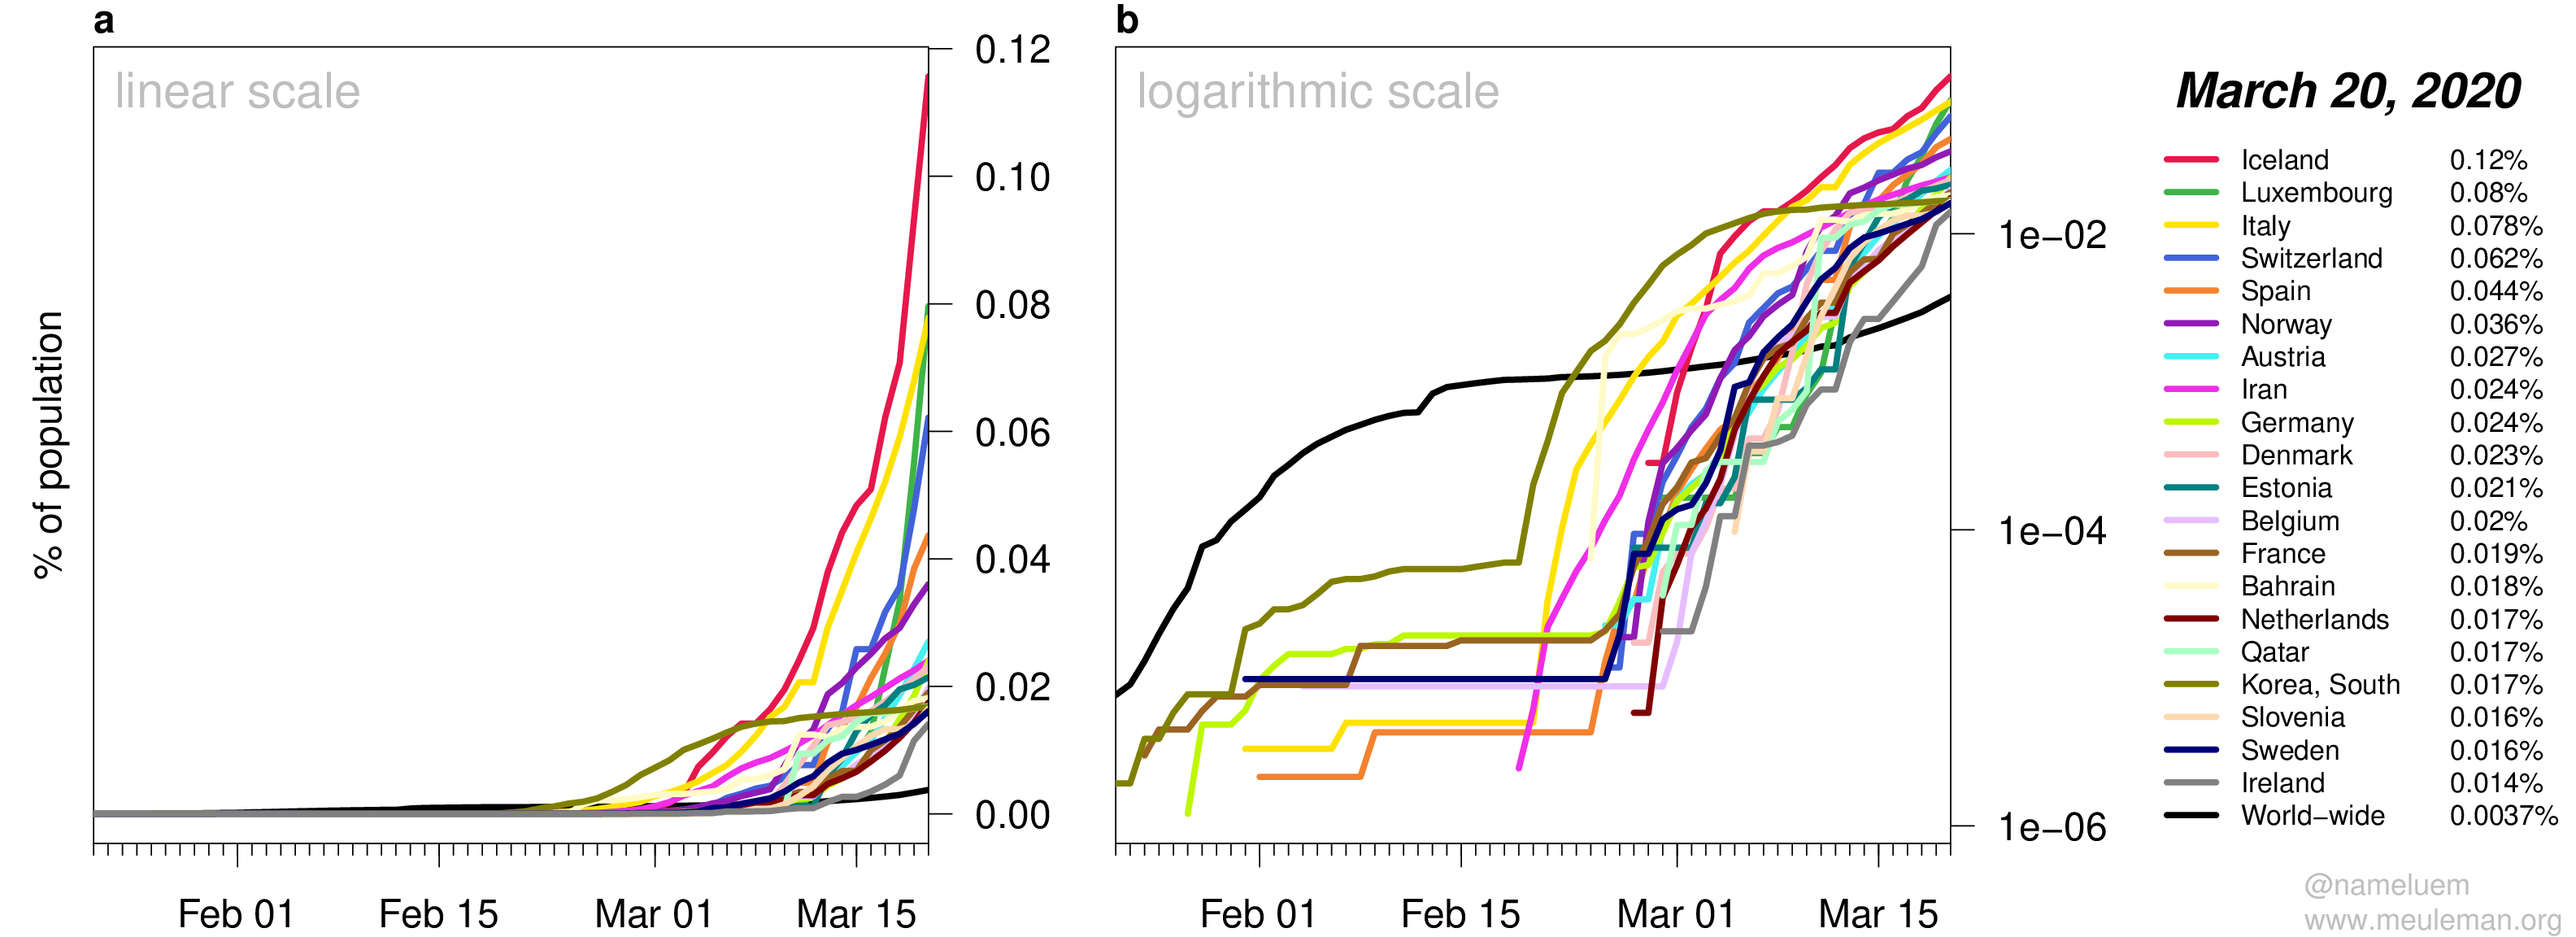 a
linear scale
% of population
0.12
0.10
0.08
0.06
0.04
0.02
0.00
Feb 01 Feb 15 Mar 01 Mar 15
b
logarithmic scale
1e−02
1e−04
1e−06
Feb 01 Feb 15 Mar 01 Mar 15
March 20, 2020
Iceland 0.12%
Luxembourg 0.08%
Italy 0.078%
Switzerland 0.062%
Spain 0.044%
Norway 0.036%
Austria 0.027%
Iran 0.024%
Germany 0.024%
Denmark 0.023%
Estonia 0.021%
Belgium 0.02%
France 0.019%
Bahrain 0.018%
Netherlands 0.017%
Qatar 0.017%
Korea, South 0.017%
Slovenia 0.016%
Sweden 0.016%
Ireland 0.014%
World−wide 0.0037%
@nameluem
www.meuleman.org